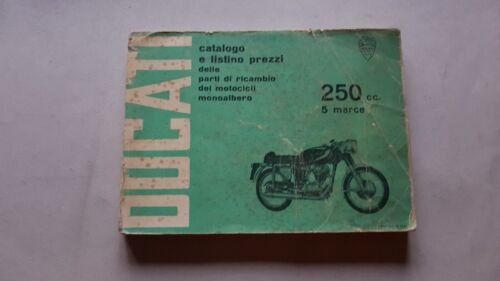 DUCATI
catalogo
e listino prezzi
delle
parti di ricambio
dei motocicli
monoalbero
250 cc.
5 marce